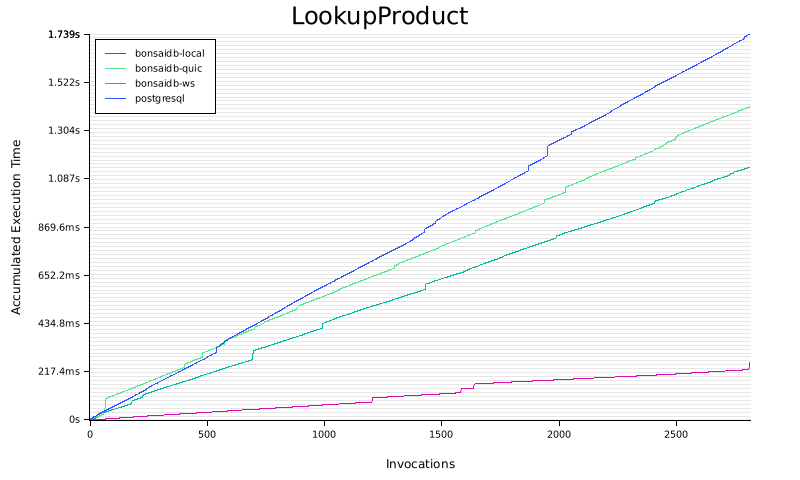 LookupProduct
Accumulated Execution Time
1.739s
1.522s
1.304s
1.087s
869.6ms
652.2ms
434.8ms
217.4ms
0s
bonsaidb-local
bonsaidb-quic
bonsaidb-ws
postgresql
0 500 1000 1500 2000 2500
Invocations